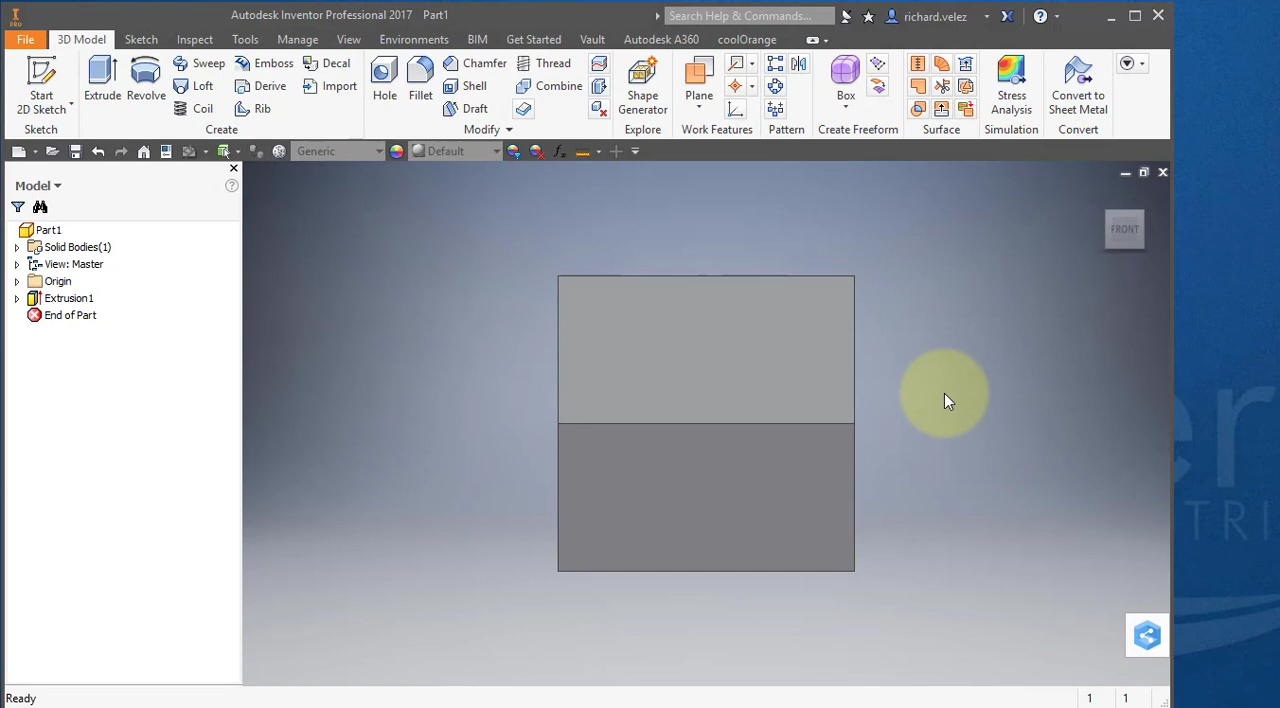 Autodesk Inventor Professional 2017 Part1
Search Help & Commands...
richard.velez
PRO
File 3D Model Sketch Inspect Tools Manage View Environments BIM Get Started Vault Autodesk A360 coolOrange
Start
2D Sketch
Sketch
Extrude
Revolve
Sweep
Emboss
Decal
Loft
Derive
Import
Coil
Rib
Create
Hole
Fillet
Chamfer
Thread
Shell
Combine
Draft
Modify
Shape
Generator
Explore
Plane
Work Features
Pattern
Box
Create Freeform
Surface
Stress
Analysis
Simulation
Convert to
Sheet Metal
Convert
Generic
Default
fx
Model
Part1
Solid Bodies(1)
View: Master
Origin
Extrusion1
End of Part
FRONT
er
TRI
Ready
1 1